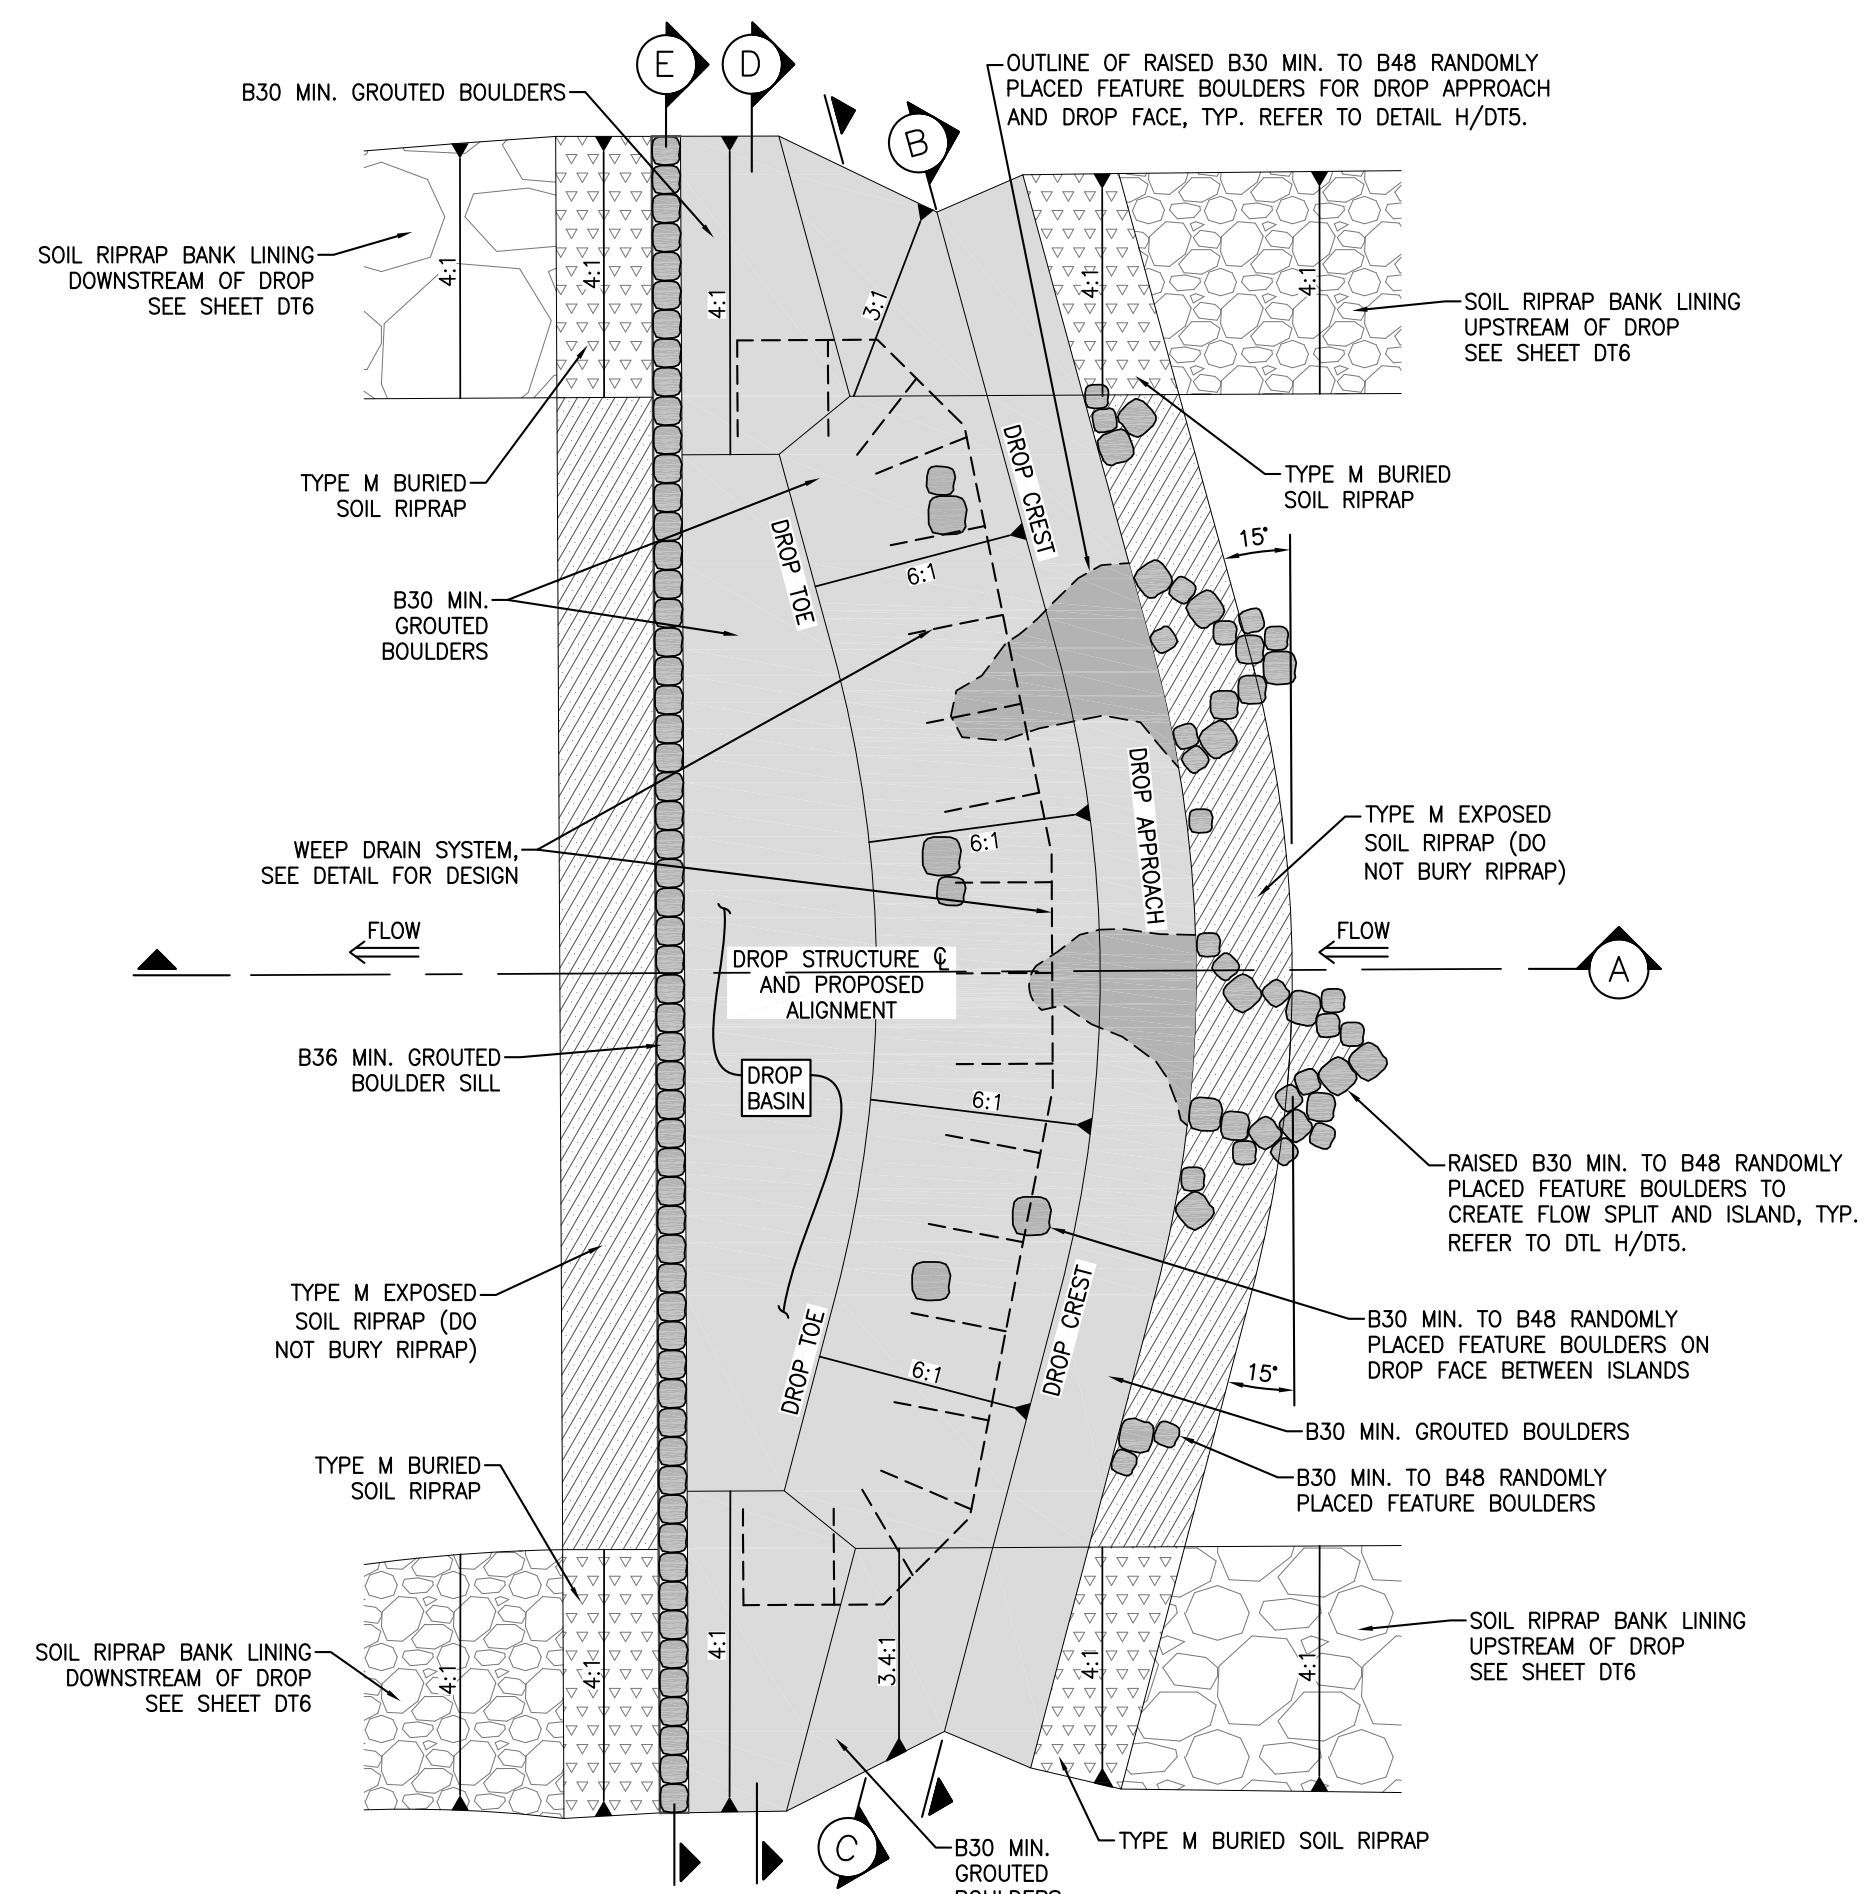 E
D
B30 MIN. GROUTED BOULDERS
OUTLINE OF RAISED B30 MIN. TO B48 RANDOMLY
PLACED FEATURE BOULDERS FOR DROP APPROACH
AND DROP FACE, TYP. REFER TO DETAIL H/DT5.
B
SOIL RIPRAP BANK LINING
DOWNSTREAM OF DROP
SEE SHEET DT6
4:1
4:1
4:1
3:1
4:1
4:1
SOIL RIPRAP BANK LINING
UPSTREAM OF DROP
SEE SHEET DT6
TYPE M BURIED
SOIL RIPRAP
DROP CREST
TYPE M BURIED
SOIL RIPRAP
DROP TOE
6:1
15°
B30 MIN.
GROUTED
BOULDERS
DROP APPROACH
WEEP DRAIN SYSTEM,
SEE DETAIL FOR DESIGN
6:1
TYPE M EXPOSED
SOIL RIPRAP (DO
NOT BURY RIPRAP)
FLOW
FLOW
DROP STRUCTURE ℄
AND PROPOSED
ALIGNMENT
A
B36 MIN. GROUTED
BOULDER SILL
DROP
BASIN
6:1
RAISED B30 MIN. TO B48 RANDOMLY
PLACED FEATURE BOULDERS TO
CREATE FLOW SPLIT AND ISLAND, TYP.
REFER TO DTL H/DT5.
TYPE M EXPOSED
SOIL RIPRAP (DO
NOT BURY RIPRAP)
DROP TOE
DROP CREST
B30 MIN. TO B48 RANDOMLY
PLACED FEATURE BOULDERS ON
DROP FACE BETWEEN ISLANDS
6:1
15°
B30 MIN. GROUTED BOULDERS
TYPE M BURIED
SOIL RIPRAP
B30 MIN. TO B48 RANDOMLY
PLACED FEATURE BOULDERS
SOIL RIPRAP BANK LINING
DOWNSTREAM OF DROP
SEE SHEET DT6
4:1
4:1
4:1
3.4:1
4:1
4:1
SOIL RIPRAP BANK LINING
UPSTREAM OF DROP
SEE SHEET DT6
C
B30 MIN.
GROUTED
BOULDERS
TYPE M BURIED SOIL RIPRAP